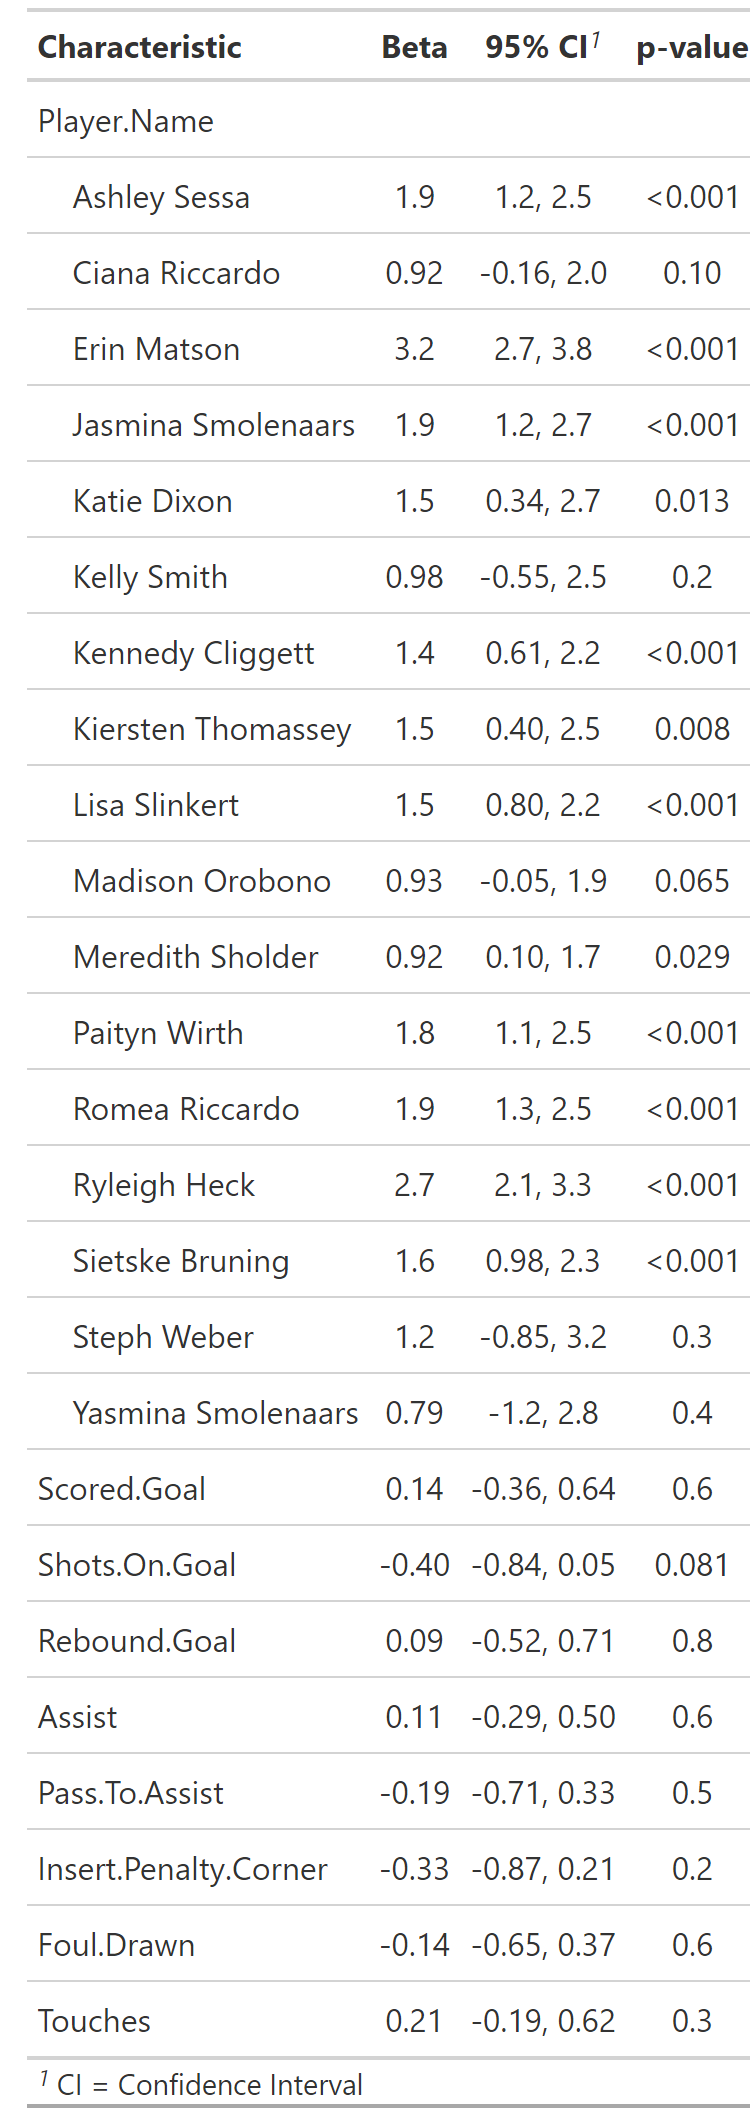 Characteristic Beta 95% CI1 p-value
Player.Name
Ashley Sessa 1.9 1.2, 2.5 <0.001
Ciana Riccardo 0.92 -0.16, 2.0 0.10
Erin Matson 3.2 2.7, 3.8 <0.001
Jasmina Smolenaars 1.9 1.2, 2.7 <0.001
Katie Dixon 1.5 0.34, 2.7 0.013
Kelly Smith 0.98 -0.55, 2.5 0.2
Kennedy Cliggett 1.4 0.61, 2.2 <0.001
Kiersten Thomassey 1.5 0.40, 2.5 0.008
Lisa Slinkert 1.5 0.80, 2.2 <0.001
Madison Orobono 0.93 -0.05, 1.9 0.065
Meredith Sholder 0.92 0.10, 1.7 0.029
Paityn Wirth 1.8 1.1, 2.5 <0.001
Romea Riccardo 1.9 1.3, 2.5 <0.001
Ryleigh Heck 2.7 2.1, 3.3 <0.001
Sietske Bruning 1.6 0.98, 2.3 <0.001
Steph Weber 1.2 -0.85, 3.2 0.3
Yasmina Smolenaars 0.79 -1.2, 2.8 0.4
Scored.Goal 0.14 -0.36, 0.64 0.6
Shots.On.Goal -0.40 -0.84, 0.05 0.081
Rebound.Goal 0.09 -0.52, 0.71 0.8
Assist 0.11 -0.29, 0.50 0.6
Pass.To.Assist -0.19 -0.71, 0.33 0.5
Insert.Penalty.Corner -0.33 -0.87, 0.21 0.2
Foul.Drawn -0.14 -0.65, 0.37 0.6
Touches 0.21 -0.19, 0.62 0.3
1 CI = Confidence Interval